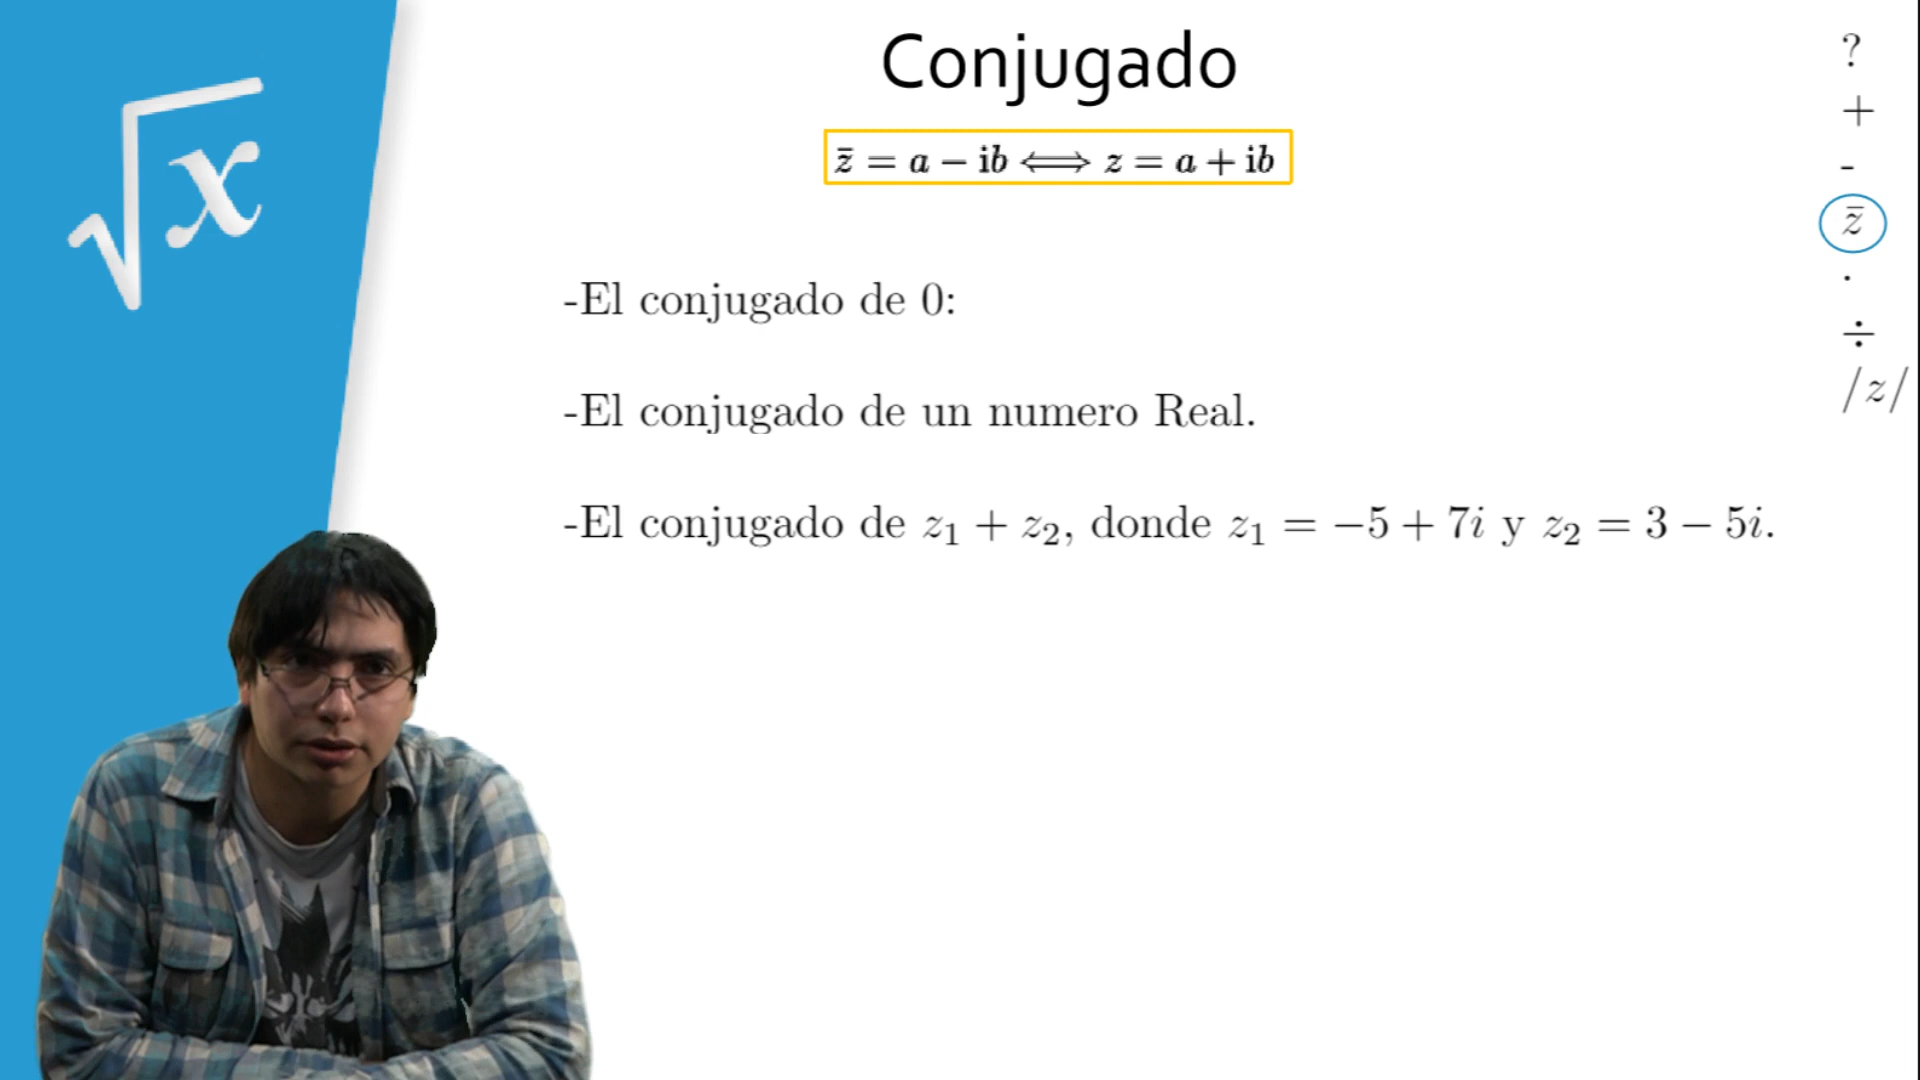 √x
Conjugado
z̄ = a − ib ⟺ z = a + ib
-El conjugado de 0:
-El conjugado de un numero Real.
-El conjugado de z₁ + z₂, donde z₁ = −5 + 7i y z₂ = 3 − 5i.
?
+
-
z̄
·
÷
/z/